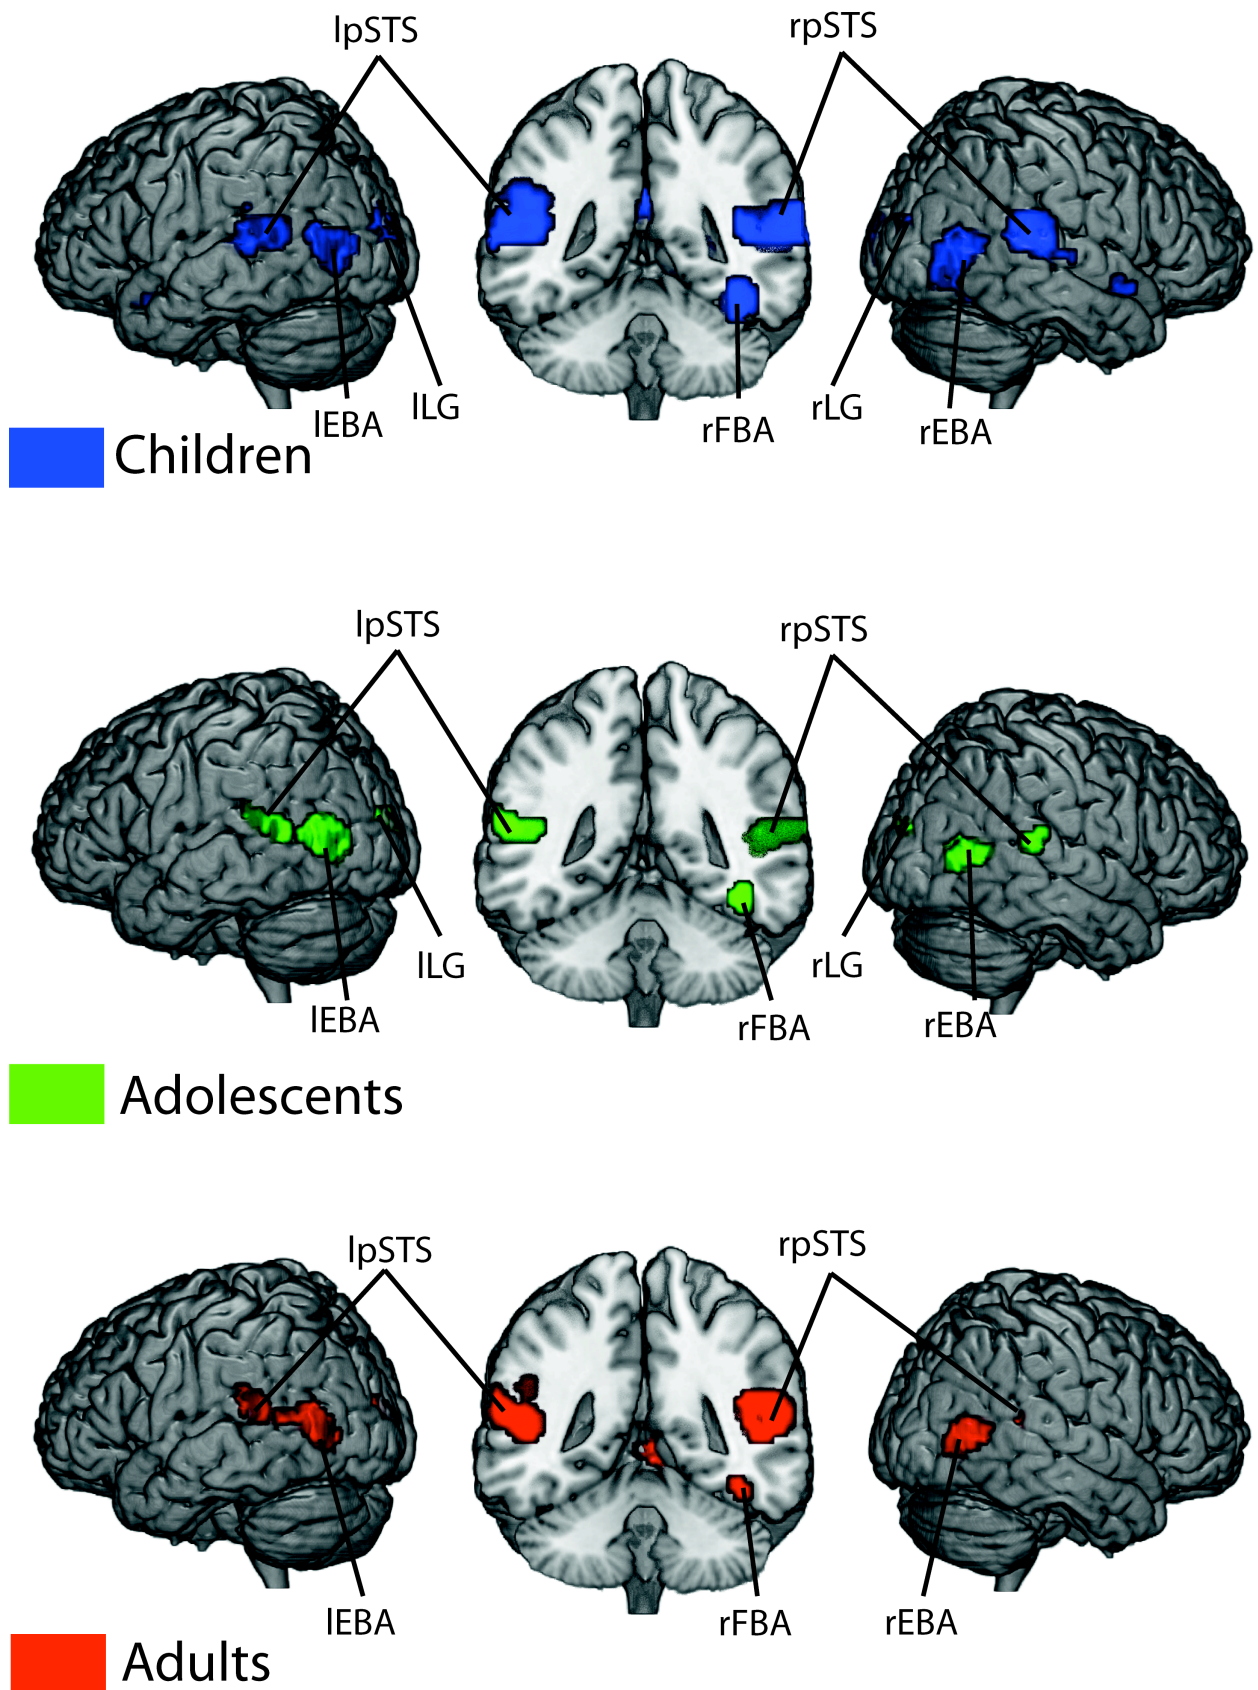 lpSTS
rpSTS
lEBA
lLG
rFBA
rLG
rEBA
Children
lpSTS
rpSTS
lEBA
lLG
rFBA
rLG
rEBA
Adolescents
lpSTS
rpSTS
lEBA
rFBA
rEBA
Adults